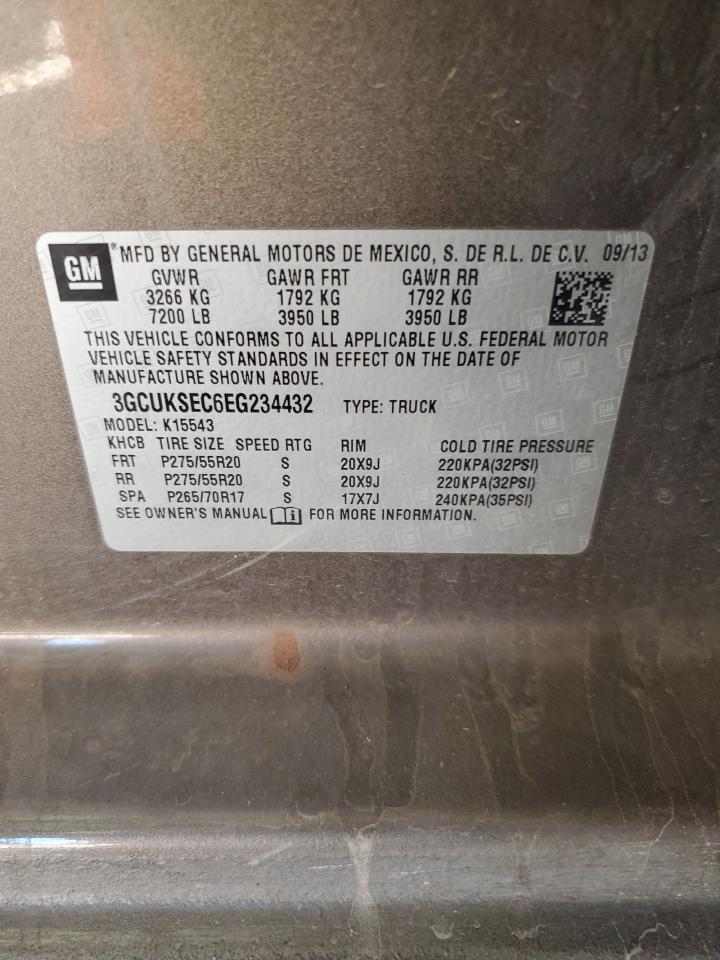 GM ® MFD BY GENERAL MOTORS DE MEXICO, S. DE R.L. DE C.V. 09/13
GVWR GAWR FRT GAWR RR
3266 KG 1792 KG 1792 KG
7200 LB 3950 LB 3950 LB
THIS VEHICLE CONFORMS TO ALL APPLICABLE U.S. FEDERAL MOTOR
VEHICLE SAFETY STANDARDS IN EFFECT ON THE DATE OF
MANUFACTURE SHOWN ABOVE.
3GCUKSEC6EG234432 TYPE: TRUCK
MODEL: K15543
KHCB TIRE SIZE SPEED RTG RIM COLD TIRE PRESSURE
FRT P275/55R20 S 20X9J 220KPA(32PSI)
RR P275/55R20 S 20X9J 220KPA(32PSI)
SPA P265/70R17 S 17X7J 240KPA(35PSI)
SEE OWNER'S MANUAL i FOR MORE INFORMATION.